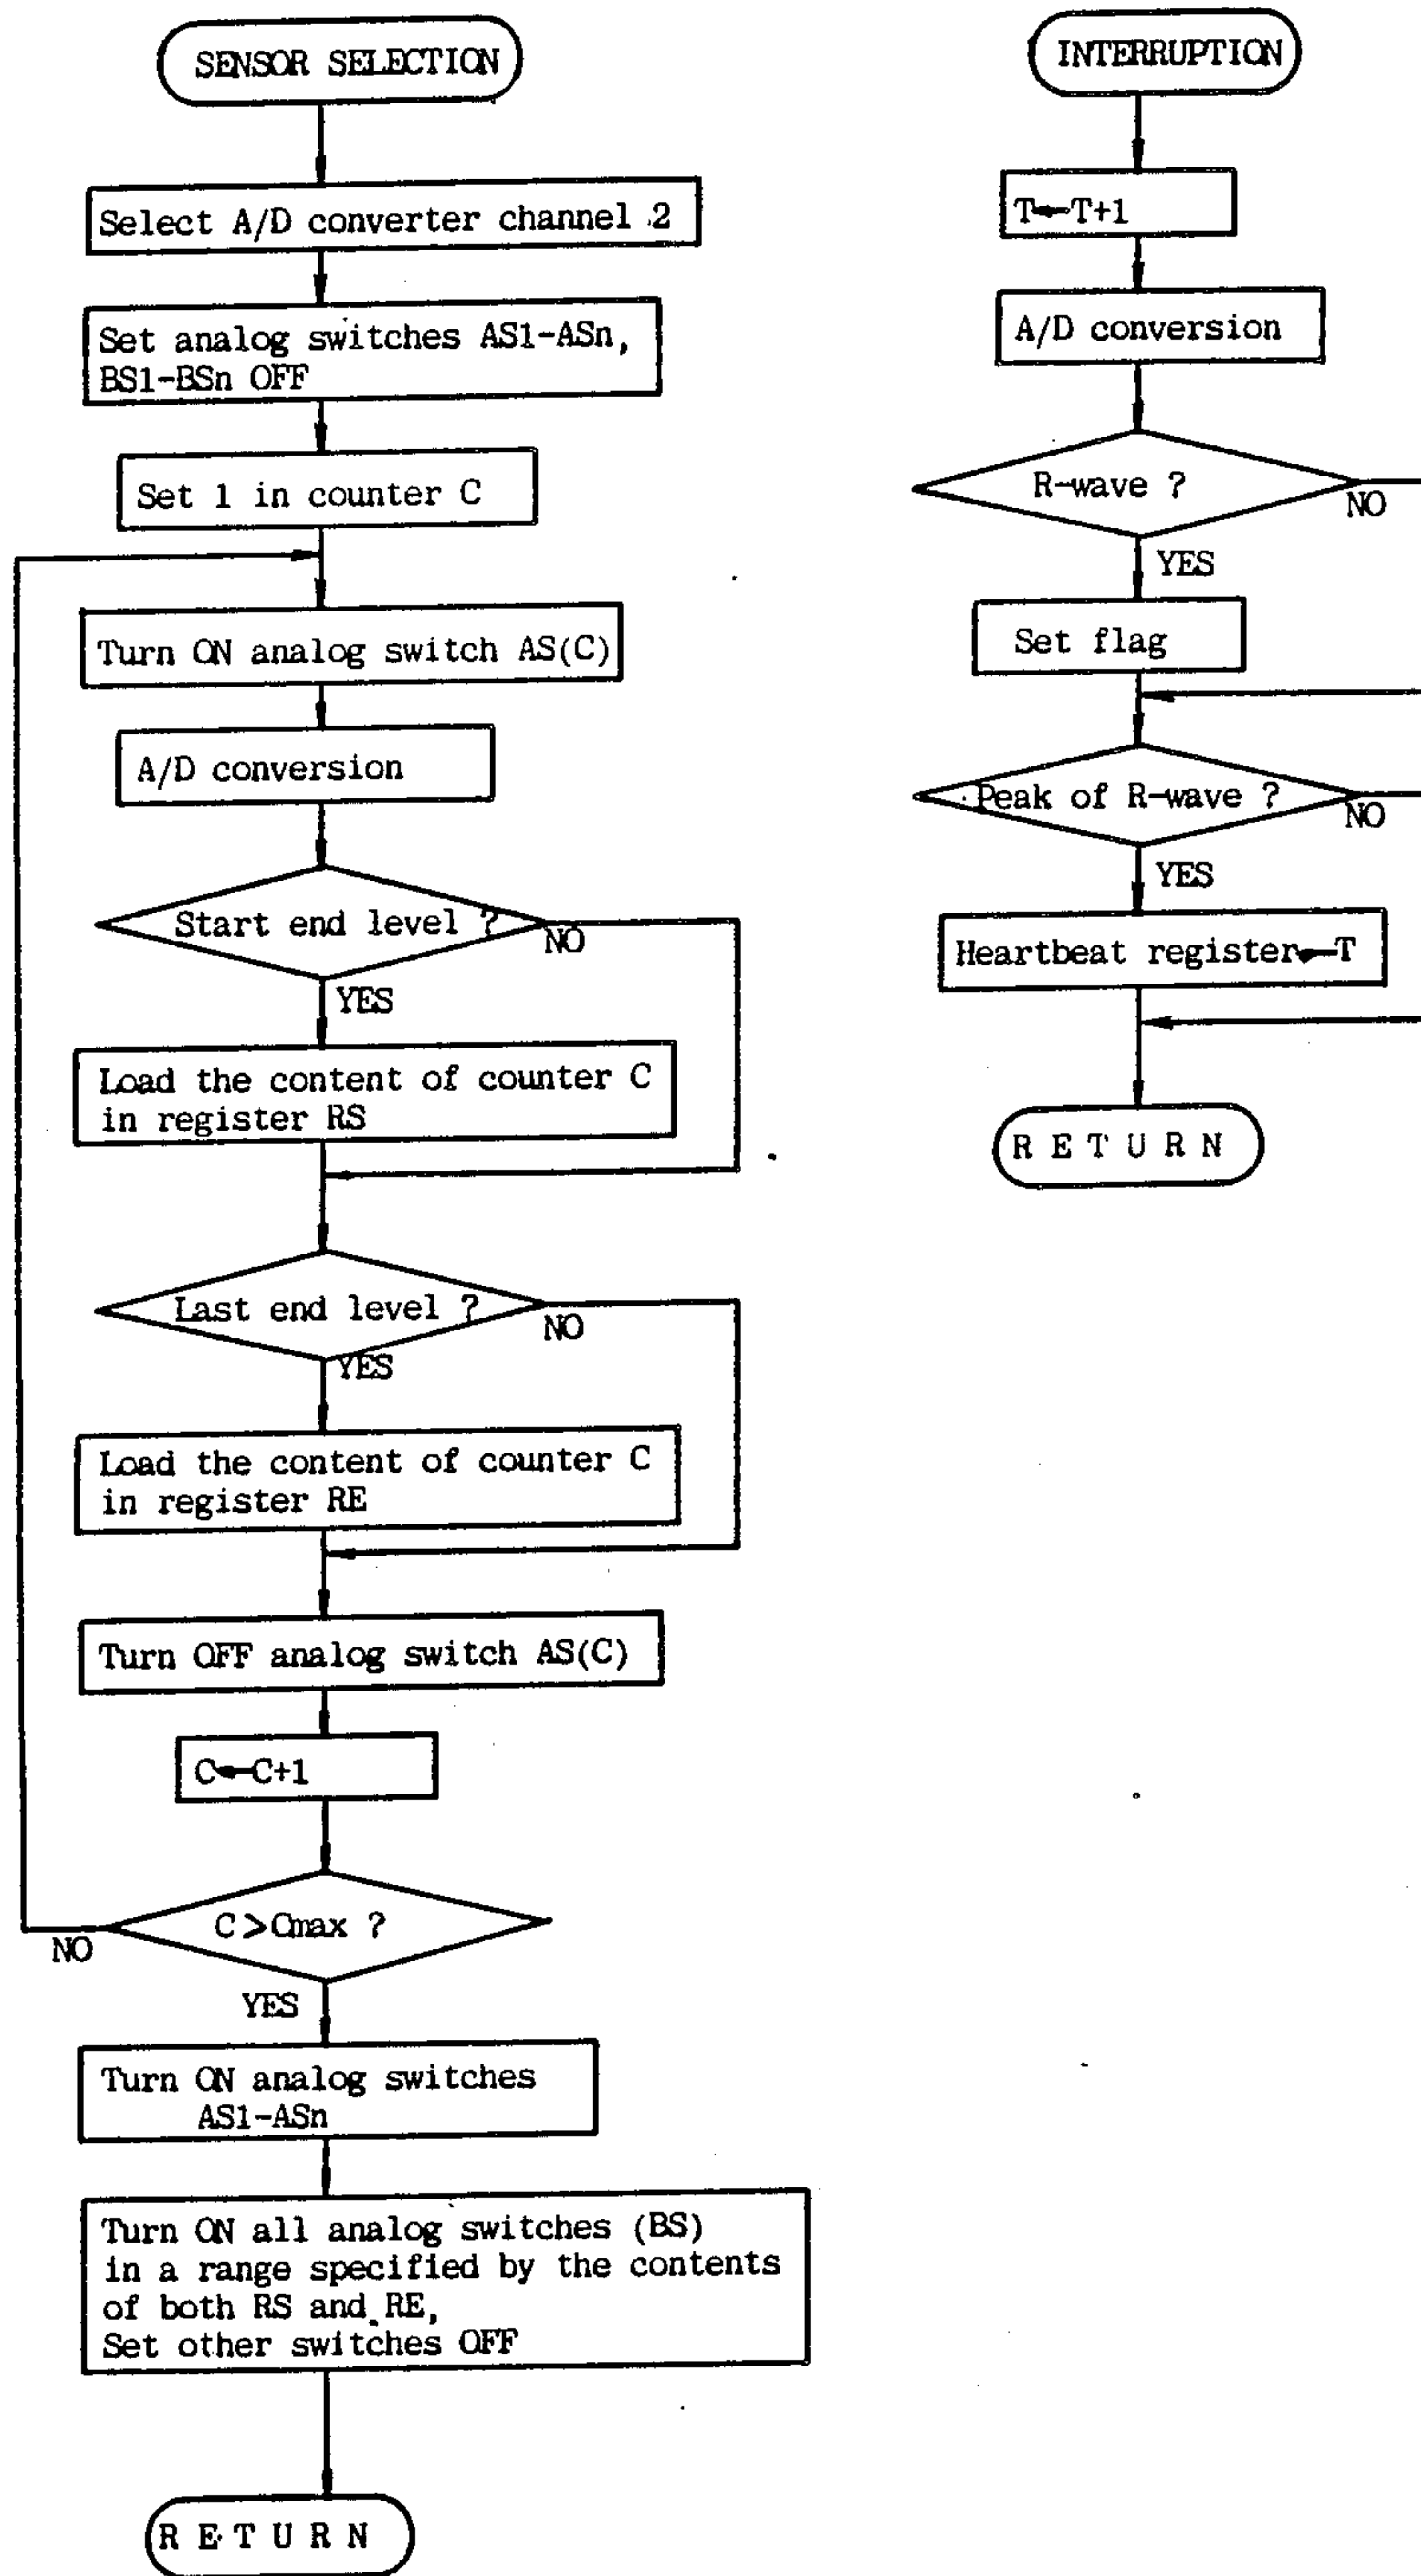 SENSOR SELECTION
Select A/D converter channel 2
Set analog switches AS1-ASn,
BS1-BSn OFF
Set 1 in counter C
Turn ON analog switch AS(C)
A/D conversion
Start end level ?
NO
YES
Load the content of counter C
in register RS
Last end level ?
NO
YES
Load the content of counter C
in register RE
Turn OFF analog switch AS(C)
C←C+1
C>Cmax ?
NO
YES
Turn ON analog switches
AS1-ASn
Turn ON all analog switches (BS)
in a range specified by the contents
of both RS and RE,
Set other switches OFF
R E T U R N
INTERRUPTION
T←T+1
A/D conversion
R-wave ?
NO
YES
Set flag
Peak of R-wave ?
NO
YES
Heartbeat register←T
R E T U R N